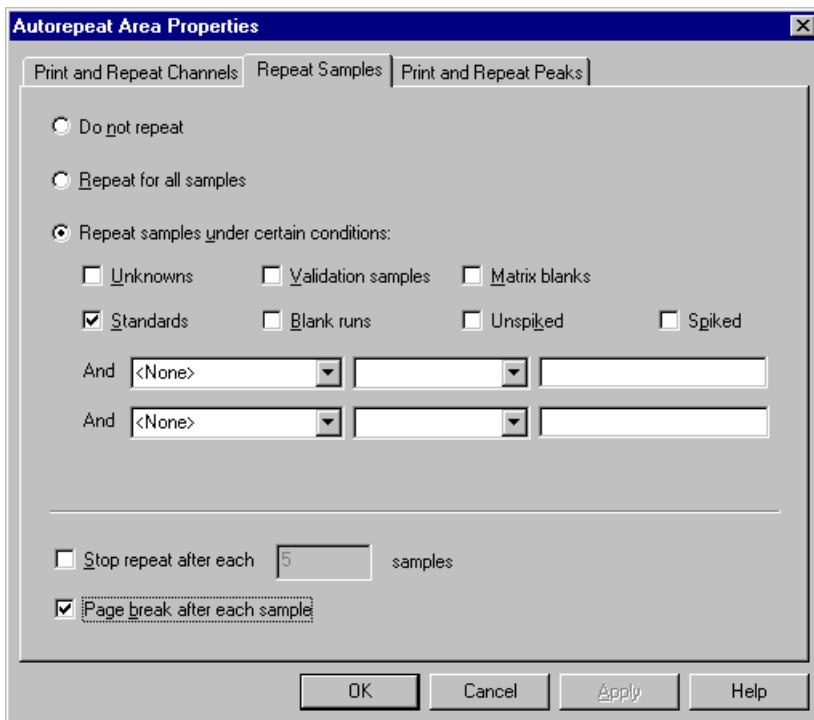 Autorepeat Area Properties
Print and Repeat Channels Repeat Samples Print and Repeat Peaks
Do not repeat
Repeat for all samples
Repeat samples under certain conditions:
Unknowns Validation samples Matrix blanks
Standards Blank runs Unspiked Spiked
And <None>
And <None>
Stop repeat after each 5 samples
Page break after each sample
OK Cancel Apply Help